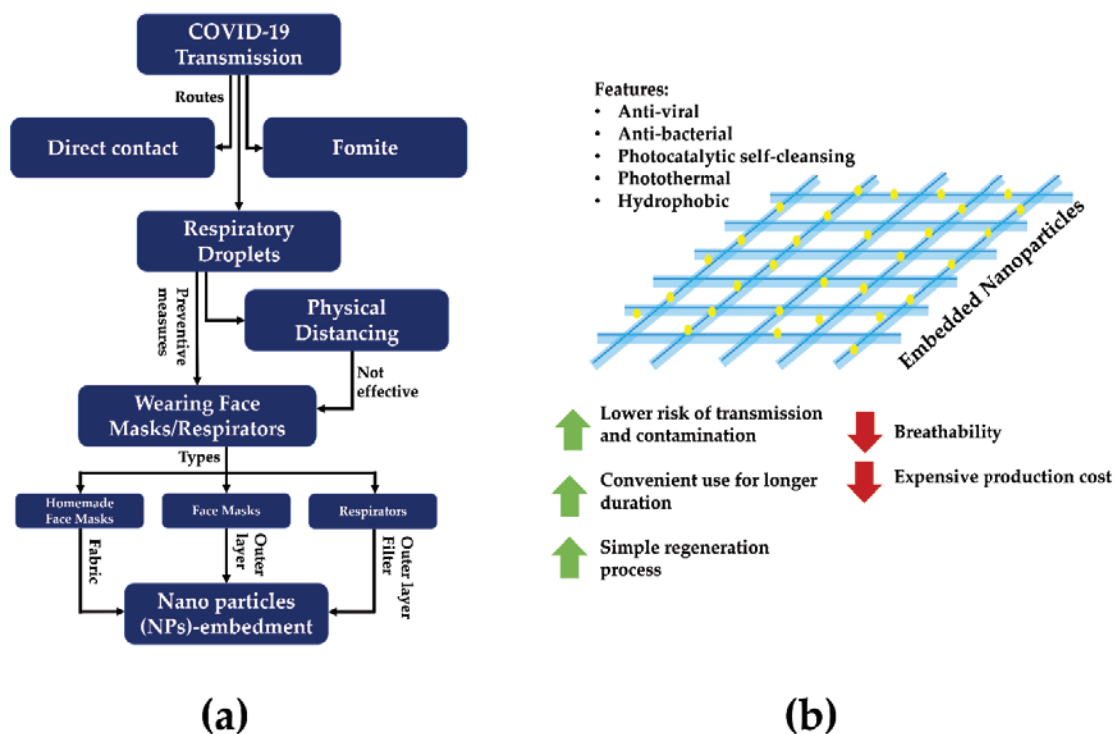 COVID-19
Transmission
Routes
Direct contact
Fomite
Respiratory
Droplets
Preventive
measures
Physical
Distancing
Not
effective
Wearing Face
Masks/Respirators
Types
Homemade
Face Masks
Face Masks
Respirators
Fabric
Outer
layer
Outer layer
Filter
Nano particles
(NPs)-embedment
(a)
Features:
• Anti-viral
• Anti-bacterial
• Photocatalytic self-cleansing
• Photothermal
• Hydrophobic
Embedded Nanoparticles
Lower risk of transmission
and contamination
Convenient use for longer
duration
Simple regeneration
process
Breathability
Expensive production cost
(b)